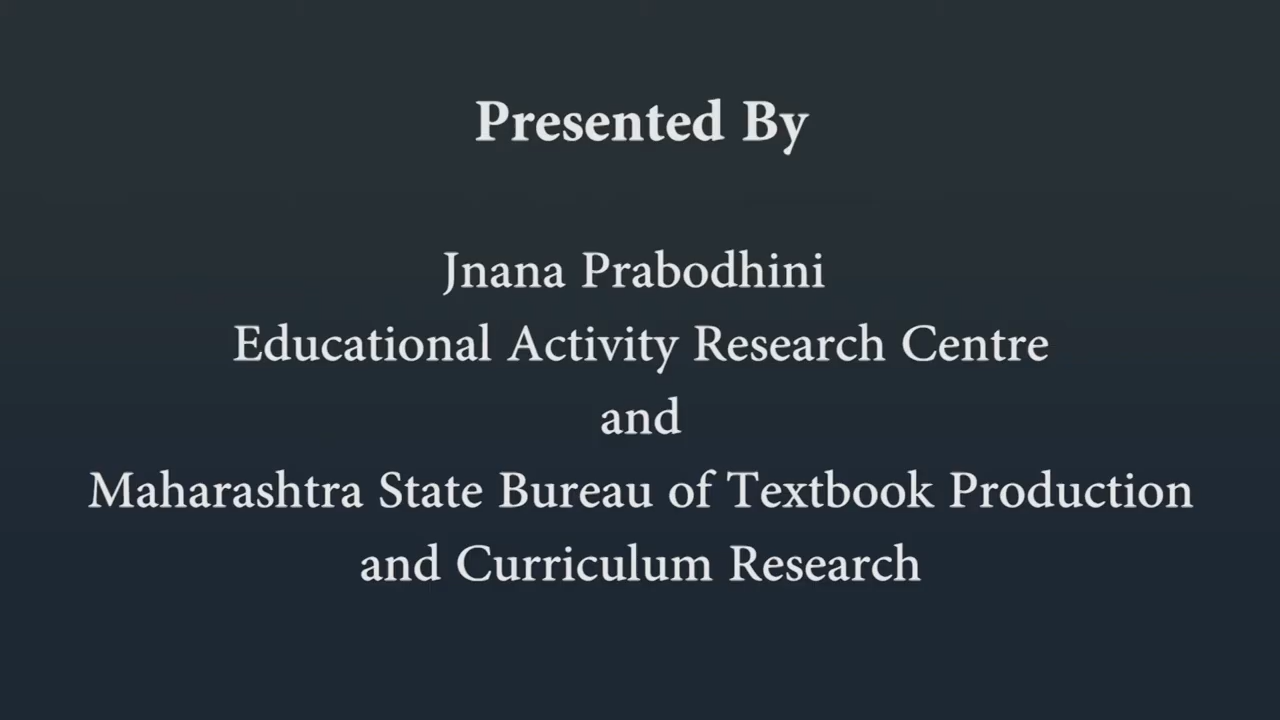 Presented By
Jnana Prabodhini
Educational Activity Research Centre
and
Maharashtra State Bureau of Textbook Production
and Curriculum Research